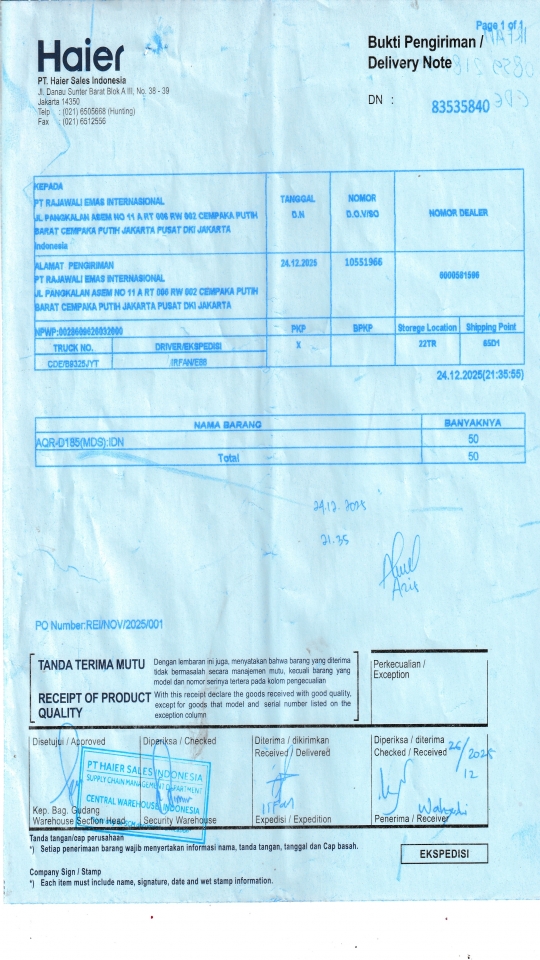 Page 1 of 1
Haier
Bukti Pengiriman /
Delivery Note
PT. Haier Sales Indonesia
Jl. Danau Sunter Barat Blok A III, No. 38 - 39
Jakarta 14350
Telp : (021) 6505668 (Hunting)
Fax : (021) 6512556
DN : 83535840
KEPADA
PT RAJAWALI EMAS INTERNASIONAL
JL PANGKALAN ASEM NO 11 A RT 006 RW 002 CEMPAKA PUTIH
BARAT CEMPAKA PUTIH JAKARTA PUSAT DKI JAKARTA
Indonesia
TANGGAL
D.N
NOMOR
D.O.V/SO
NOMOR DEALER
ALAMAT PENGIRIMAN
PT RAJAWALI EMAS INTERNASIONAL
JL PANGKALAN ASEM NO 11 A RT 006 RW 002 CEMPAKA PUTIH
BARAT CEMPAKA PUTIH JAKARTA PUSAT DKI JAKARTA
24.12.2025
10551966
PKP
BPKP
Storege Location
Shipping Point
TRUCK NO.
DRIVER/EKSPEDISI
X
22TR
CDE/B9325JYT
24.12.2025(21:35:55)
NAMA BARANG
BANYAKNYA
AQR-D185(MDS):IDN
50
Total
50
24.12.2025
21.35
PO Number:REI/NOV/2025/001
TANDA TERIMA MUTU
Dengan lembaran ini juga, menyatakan bahwa barang yang diterima
tidak bermasalah secara manajemen mutu, kecuali barang yang
model dan nomor serinya tertera pada kolom pengecualian
RECEIPT OF PRODUCT
QUALITY
With this receipt declare the goods received with good quality,
except for goods that model and serial number listed on the
exception column
Perkecualian /
Exception
Disetujui / Approved
Diperiksa / Checked
Diterima / dikirimkan
Received / Delivered
Diperiksa / diterima
Checked / Received
26/2025
12
PT HAIER SALES INDONESIA
SUPPLY CHAIN MANAGEMENT DEPARTMENT
CENTRAL WAREHOUSE INDONESIA
Kep. Bag. Gudang
Warehouse Section Head
Security Warehouse
Expedisi / Expedition
Penerima / Receiver
Tanda tangan/cap perusahaan
*) Setiap penerimaan barang wajib menyertakan informasi nama, tanda tangan, tanggal dan Cap basah.
EKSPEDISI
Company Sign / Stamp
*) Each item must include name, signature, date and wet stamp information.